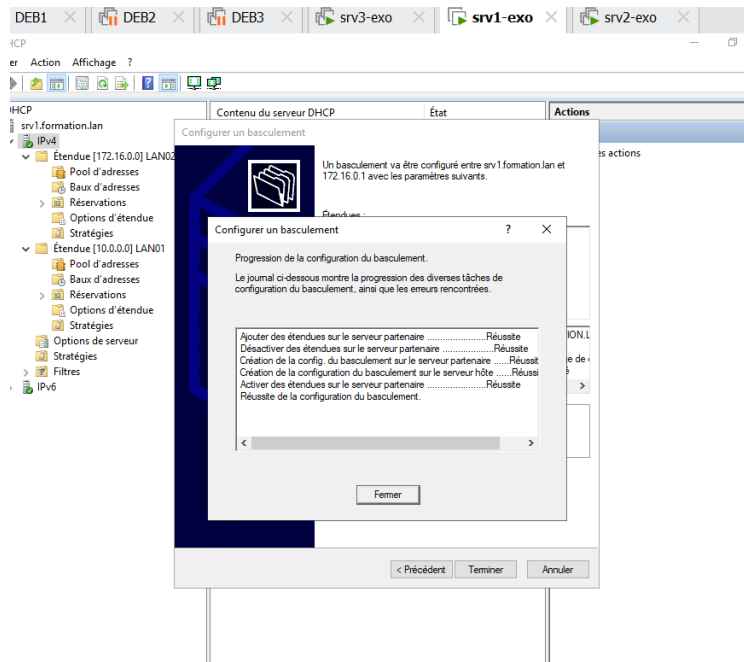 DEB1 DEB2 DEB3 srv3-exo srv1-exo srv2-exo
HCP
er Action Affichage ?
HCP
srv1.formation.lan
IPv4
Étendue [172.16.0.0] LAN02
Pool d'adresses
Baux d'adresses
Réservations
Options d'étendue
Stratégies
Étendue [10.0.0.0] LAN01
Pool d'adresses
Baux d'adresses
Réservations
Options d'étendue
Stratégies
Options de serveur
Stratégies
Filtres
IPv6
Contenu du serveur DHCP État
Actions
es actions
Configurer un basculement
Un basculement va être configuré entre srv1.formation.lan et
172.16.0.1 avec les paramètres suivants.
Étendues :
ION.L
e de
Configurer un basculement ?
Progression de la configuration du basculement.
Le journal ci-dessous montre la progression des diverses tâches de
configuration du basculement, ainsi que les erreurs rencontrées.
Ajouter des étendues sur le serveur partenaire ......................Réussite
Désactiver des étendues sur le serveur partenaire ...................Réussite
Création de la config. du basculement sur le serveur partenaire ......Réussit
Création de la configuration du basculement sur le serveur hôte ......Réussi
Activer des étendues sur le serveur partenaire ......................Réussite
Réussite de la configuration du basculement.
Fermer
< Précédent Terminer Annuler